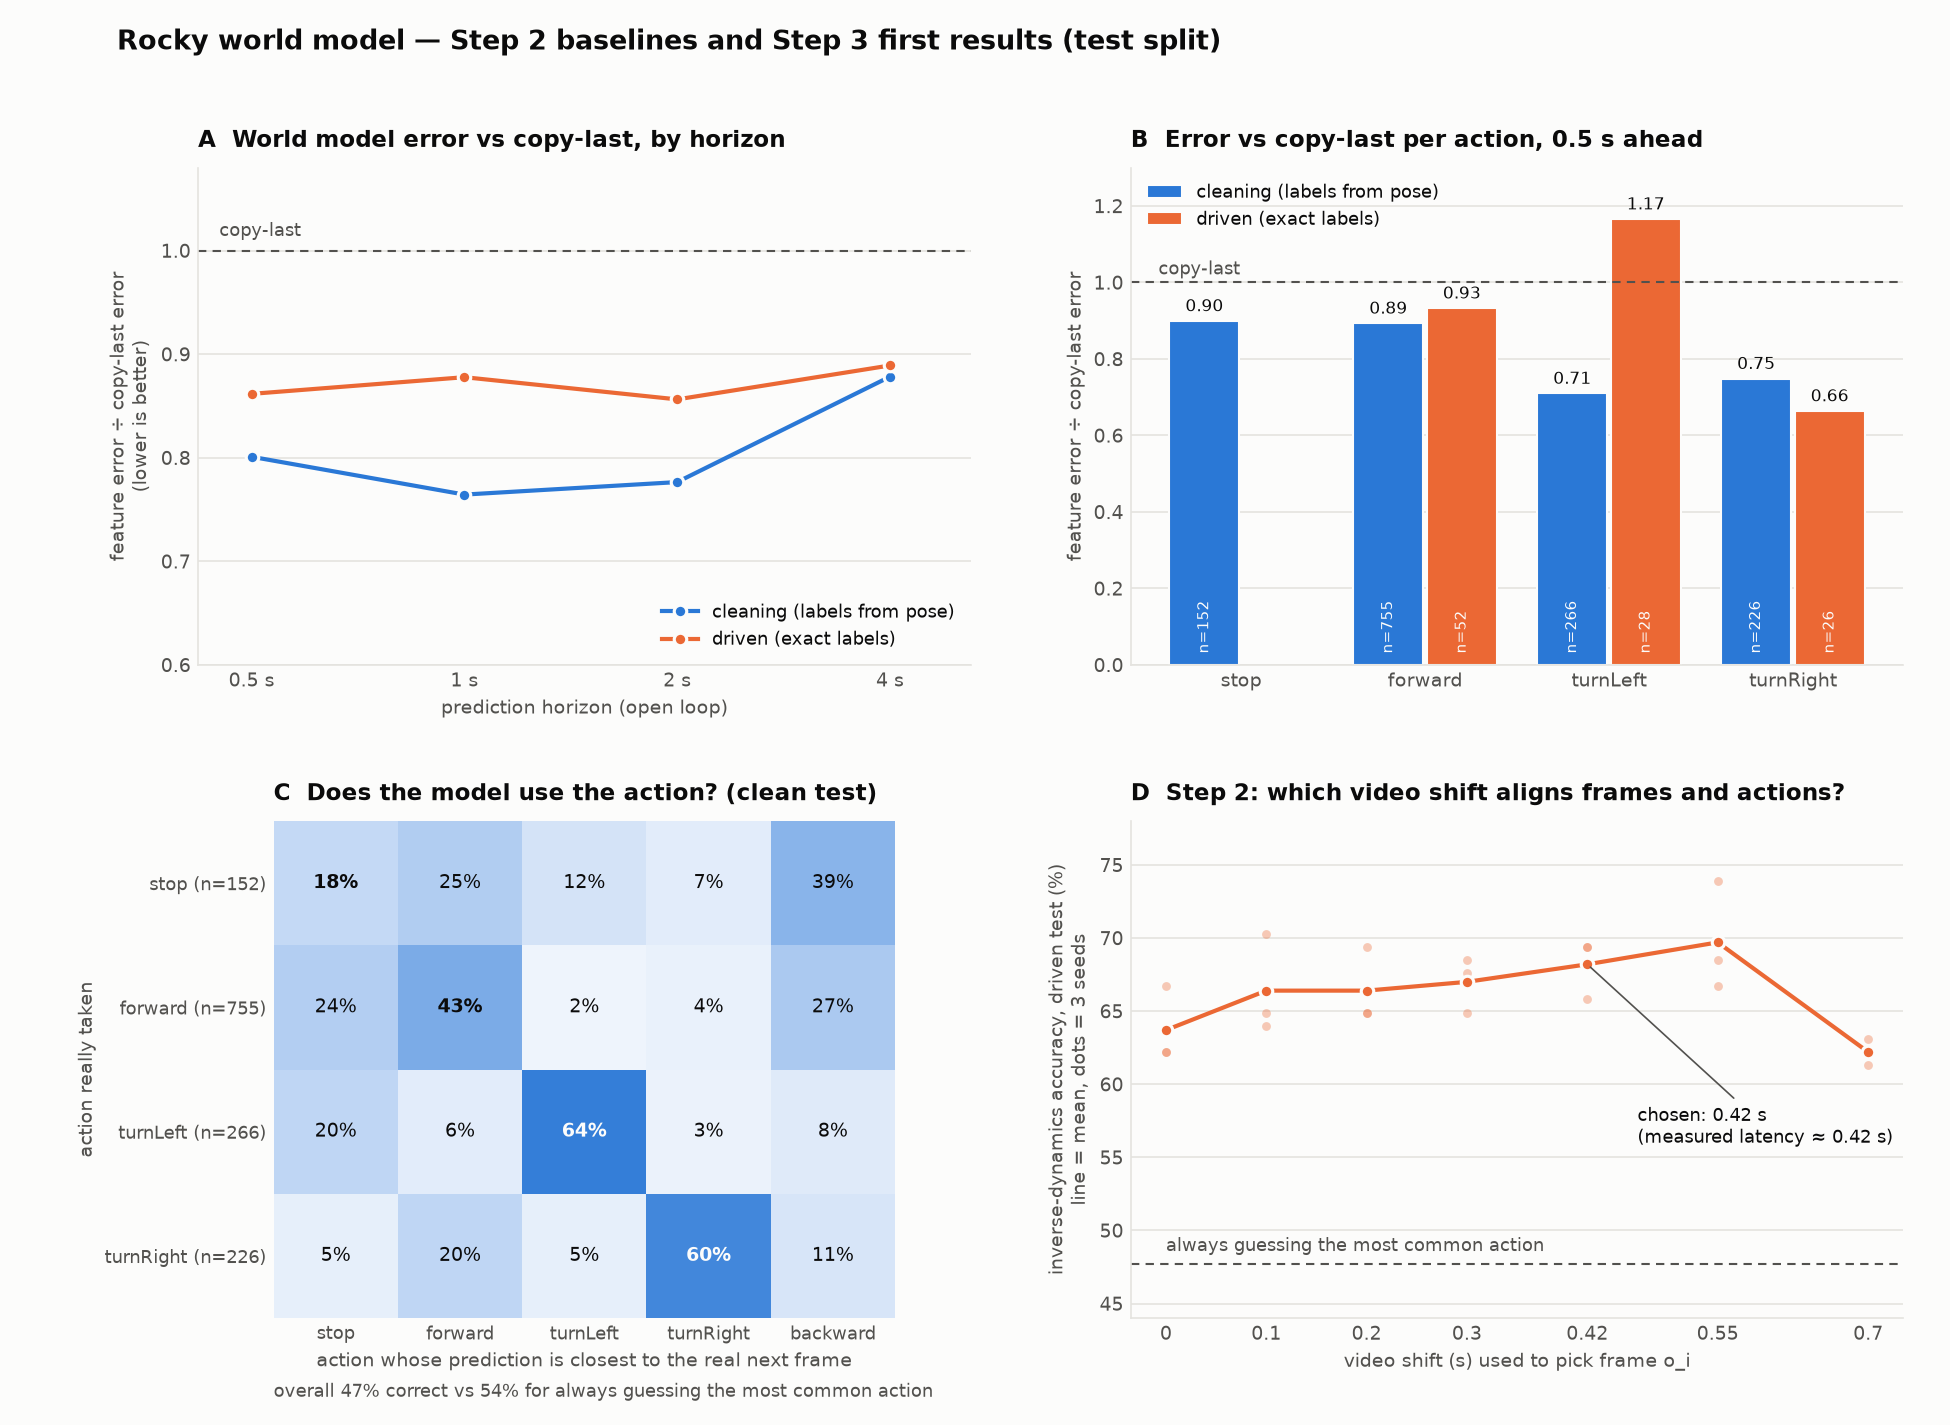 Rocky world model — Step 2 baselines and Step 3 first results (test split)
A World model error vs copy-last, by horizon
feature error ÷ copy-last error
(lower is better)
1.0
0.9
0.8
0.7
0.6
copy-last
cleaning (labels from pose)
driven (exact labels)
0.5 s
1 s
2 s
4 s
prediction horizon (open loop)
B Error vs copy-last per action, 0.5 s ahead
feature error ÷ copy-last error
1.2
1.0
0.8
0.6
0.4
0.2
0.0
cleaning (labels from pose)
driven (exact labels)
copy-last
0.90
0.89
0.93
0.71
1.17
0.75
0.66
n=152
n=755
n=52
n=266
n=28
n=226
n=26
stop
forward
turnLeft
turnRight
C Does the model use the action? (clean test)
action really taken
stop (n=152)
18%
25%
12%
7%
39%
forward (n=755)
24%
43%
2%
4%
27%
turnLeft (n=266)
20%
6%
64%
3%
8%
turnRight (n=226)
5%
20%
5%
60%
11%
stop
forward
turnLeft
turnRight
backward
action whose prediction is closest to the real next frame
overall 47% correct vs 54% for always guessing the most common action
D Step 2: which video shift aligns frames and actions?
inverse-dynamics accuracy, driven test (%)
line = mean, dots = 3 seeds
75
70
65
60
55
50
45
chosen: 0.42 s
(measured latency ≈ 0.42 s)
always guessing the most common action
0
0.1
0.2
0.3
0.42
0.55
0.7
video shift (s) used to pick frame o_i